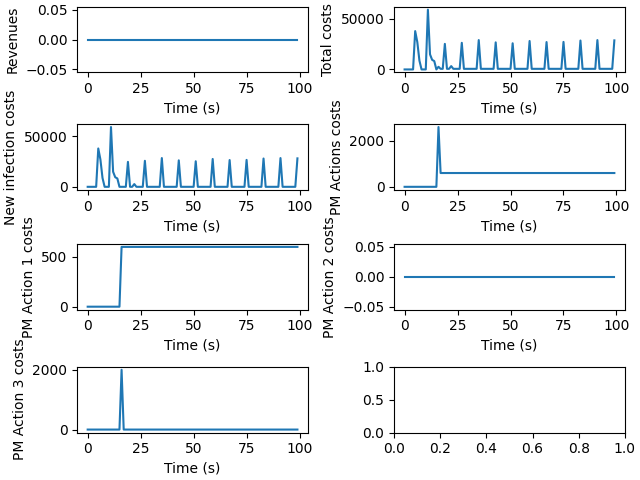 Revenues
0.05
0.00
−0.05
0 25 50 75 100
Time (s)
Total costs
50000
0
0 25 50 75 100
Time (s)
New infection costs
50000
0
0 25 50 75 100
Time (s)
PM Actions costs
2000
0
0 25 50 75 100
Time (s)
PM Action 1 costs
500
0
0 25 50 75 100
Time (s)
PM Action 2 costs
0.05
0.00
−0.05
0 25 50 75 100
Time (s)
PM Action 3 costs
2000
0
0 25 50 75 100
Time (s)
1.0
0.5
0.0
0.0 0.2 0.4 0.6 0.8 1.0